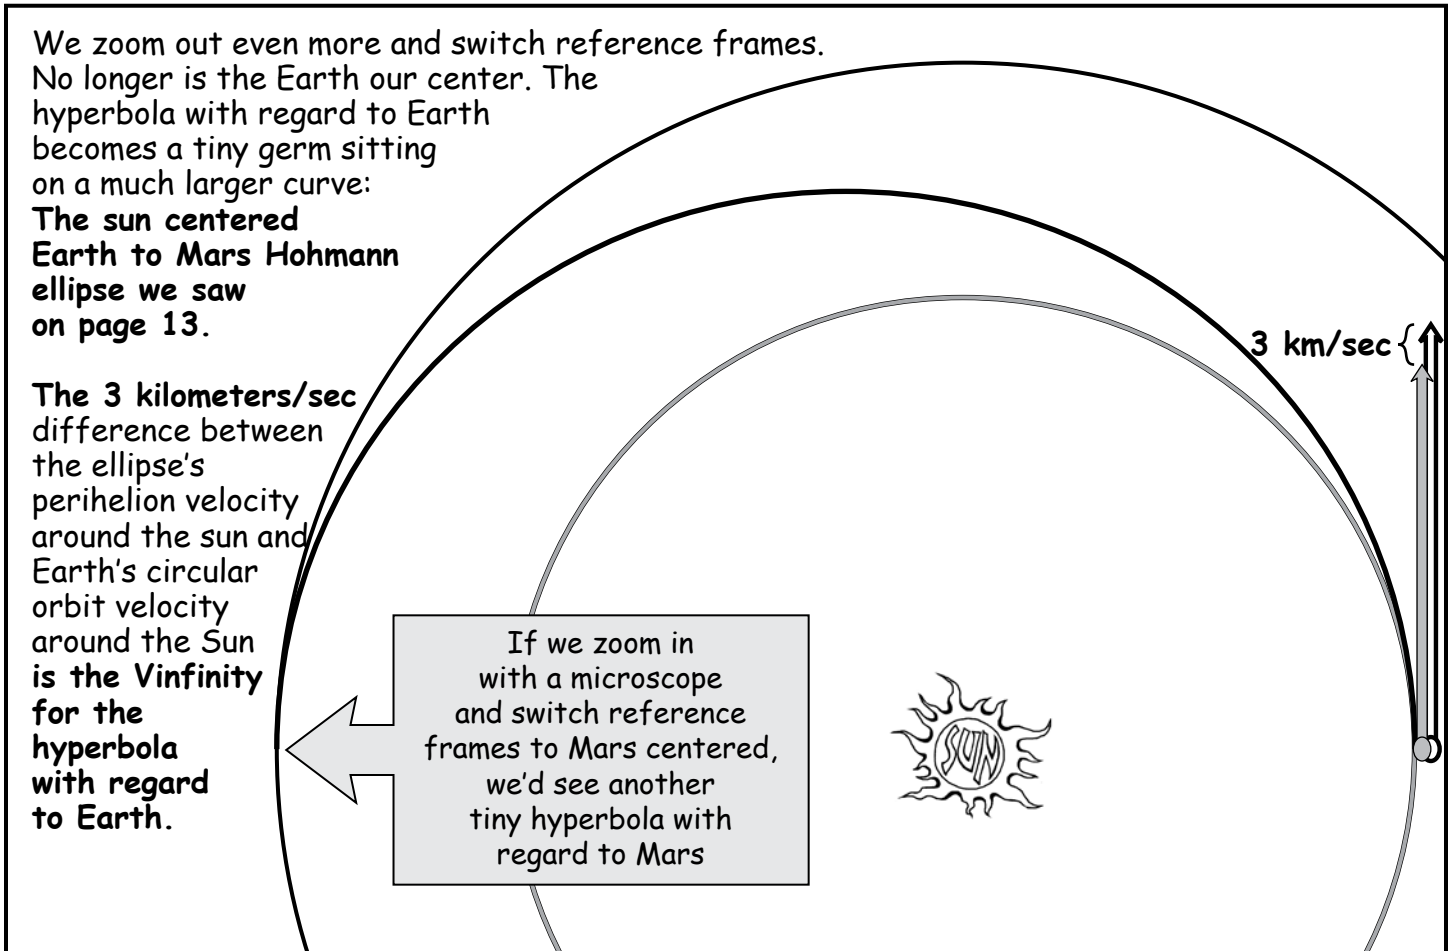 We zoom out even more and switch reference frames.
No longer is the Earth our center. The
hyperbola with regard to Earth
becomes a tiny germ sitting
on a much larger curve:
The sun centered
Earth to Mars Hohmann
ellipse we saw
on page 13.
The 3 kilometers/sec
difference between
the ellipse's
perihelion velocity
around the sun and
Earth's circular
orbit velocity
around the Sun
is the Vinfinity
for the
hyperbola
with regard
to Earth.
3 km/sec
If we zoom in
with a microscope
and switch reference
frames to Mars centered,
we'd see another
tiny hyperbola with
regard to Mars
SUN